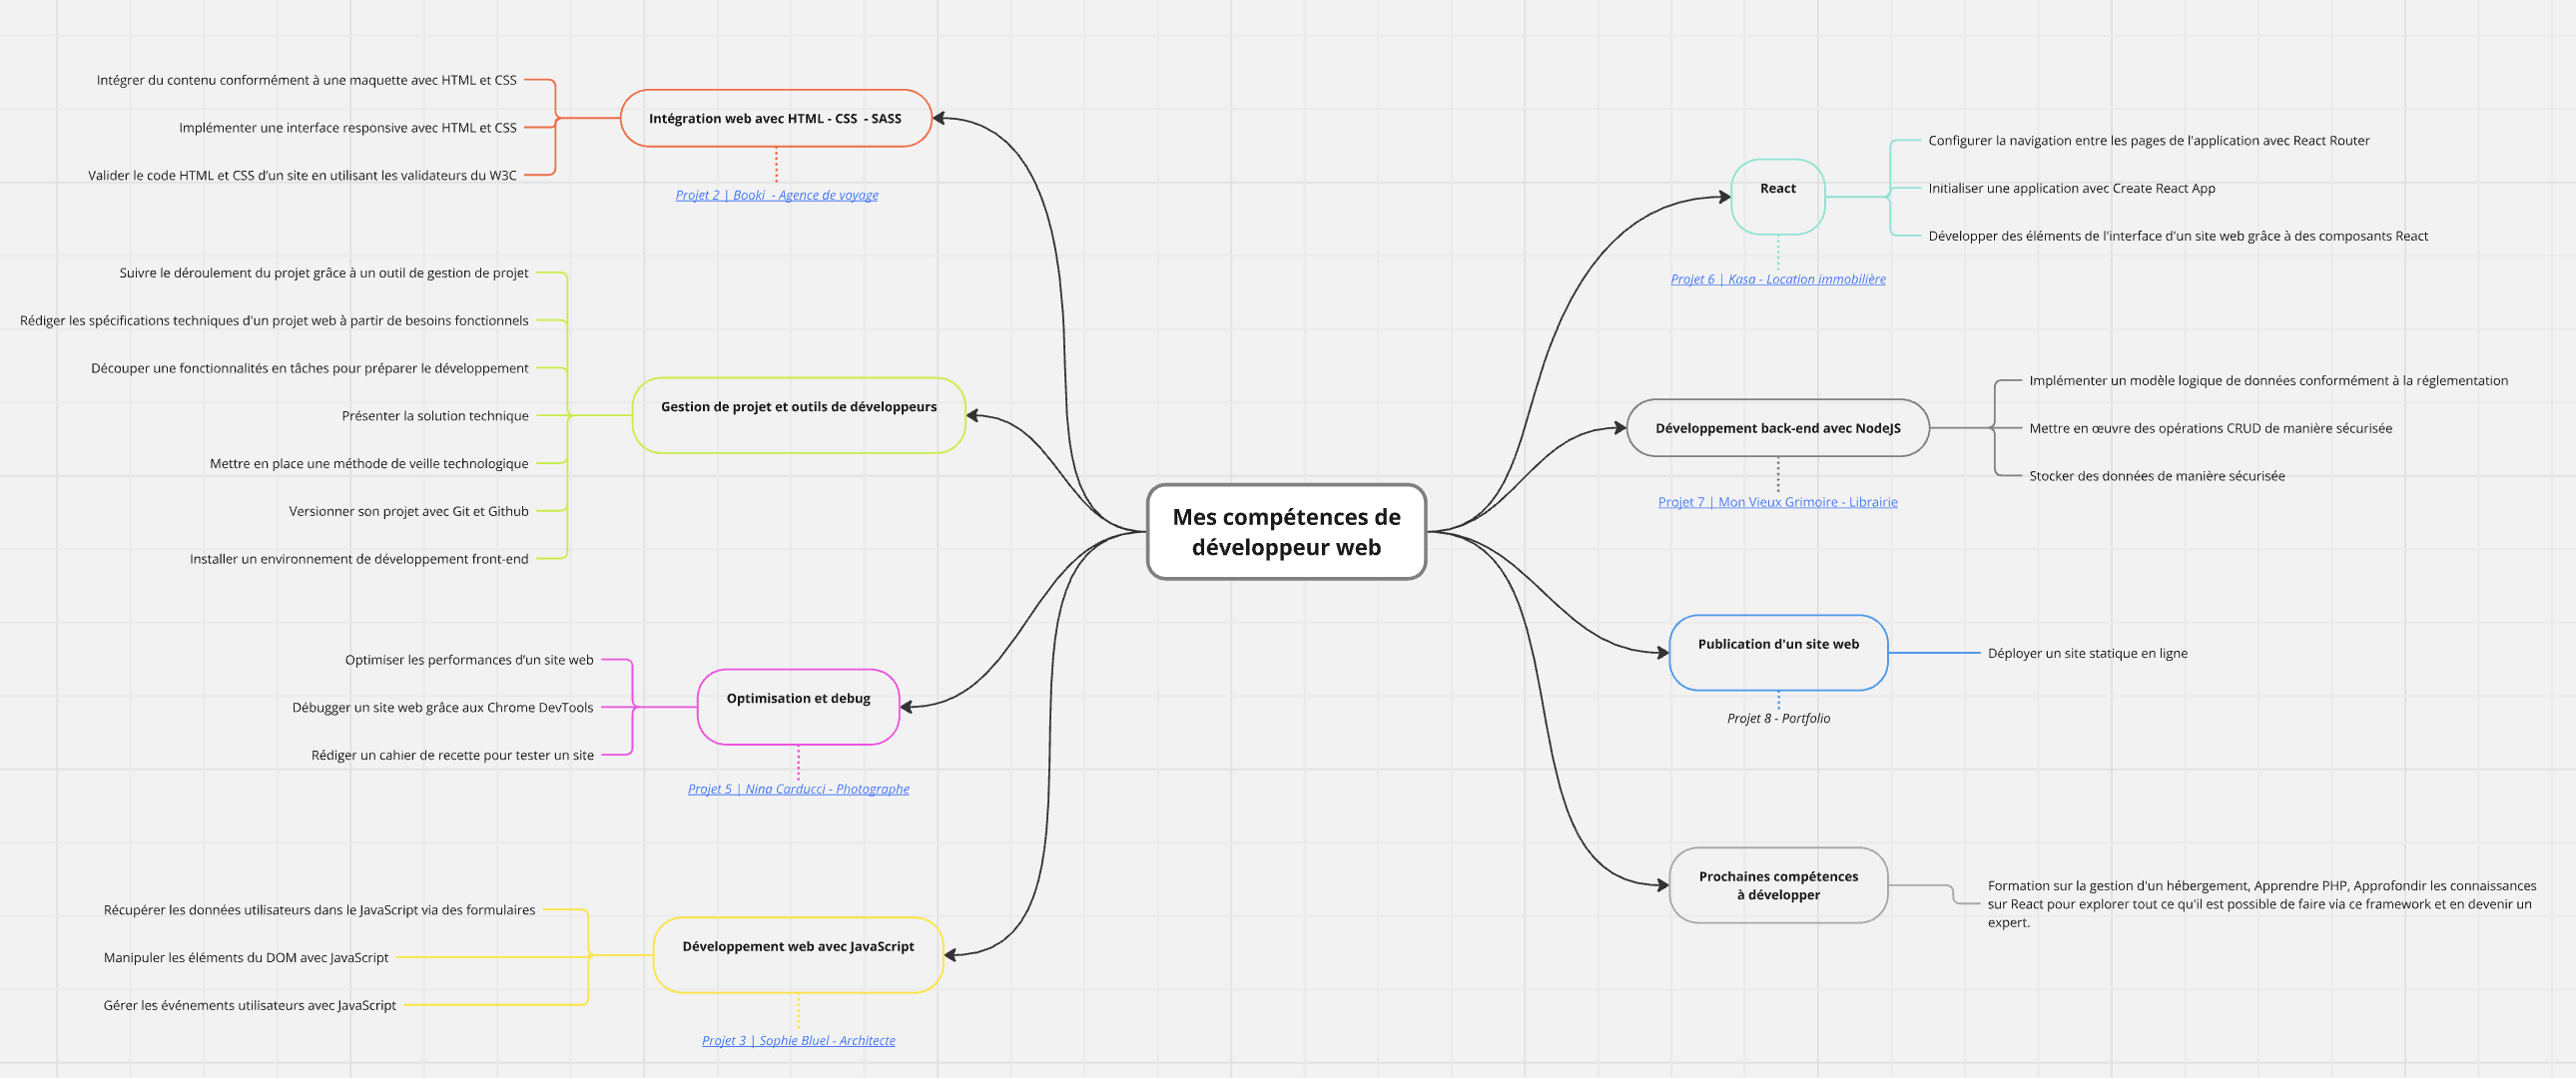 Mes compétences de
développeur web
Intégration web avec HTML - CSS - SASS
Intégrer du contenu conformément à une maquette avec HTML et CSS
Implémenter une interface responsive avec HTML et CSS
Valider le code HTML et CSS d'un site en utilisant les validateurs du W3C
Projet 2 | Booki - Agence de voyage
Gestion de projet et outils de développeurs
Suivre le déroulement du projet grâce à un outil de gestion de projet
Rédiger les spécifications techniques d'un projet web à partir de besoins fonctionnels
Découper une fonctionnalités en tâches pour préparer le développement
Présenter la solution technique
Mettre en place une méthode de veille technologique
Versionner son projet avec Git et Github
Installer un environnement de développement front-end
Optimisation et debug
Optimiser les performances d'un site web
Débugger un site web grâce aux Chrome DevTools
Rédiger un cahier de recette pour tester un site
Projet 5 | Nina Carducci - Photographe
Développement web avec JavaScript
Récupérer les données utilisateurs dans le JavaScript via des formulaires
Manipuler les éléments du DOM avec JavaScript
Gérer les événements utilisateurs avec JavaScript
Projet 3 | Sophie Bluel - Architecte
React
Configurer la navigation entre les pages de l'application avec React Router
Initialiser une application avec Create React App
Développer des éléments de l'interface d'un site web grâce à des composants React
Projet 6 | Kasa - Location immobilière
Développement back-end avec NodeJS
Implémenter un modèle logique de données conformément à la réglementation
Mettre en œuvre des opérations CRUD de manière sécurisée
Stocker des données de manière sécurisée
Projet 7 | Mon Vieux Grimoire - Librairie
Publication d'un site web
Déployer un site statique en ligne
Projet 8 - Portfolio
Prochaines compétences
à développer
Formation sur la gestion d'un hébergement, Apprendre PHP, Approfondir les connaissances
sur React pour explorer tout ce qu'il est possible de faire via ce framework et en devenir un
expert.